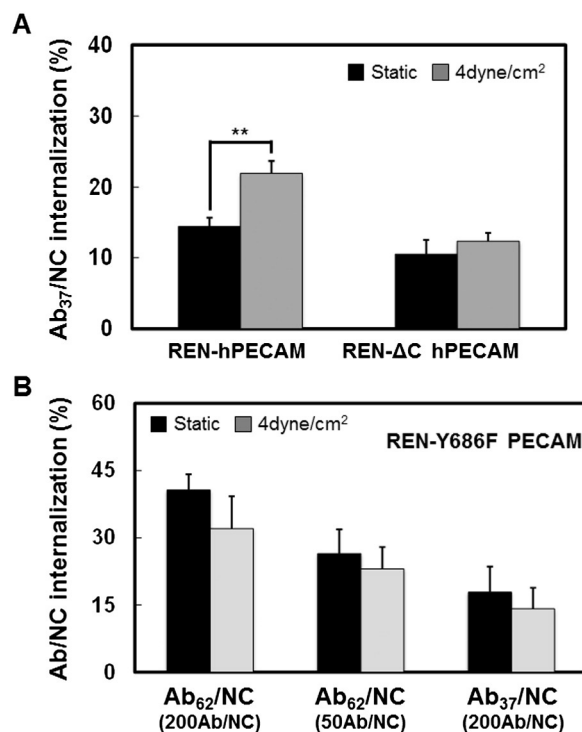 A
Ab₃₇/NC internalization (%)
40
30
20
10
0
Static 4dyne/cm²
**
REN-hPECAM REN-ΔC hPECAM
B
Ab/NC internalization (%)
60
45
30
15
0
Static 4dyne/cm²
REN-Y686F PECAM
Ab₆₂/NC Ab₆₂/NC Ab₃₇/NC
(200Ab/NC) (50Ab/NC) (200Ab/NC)